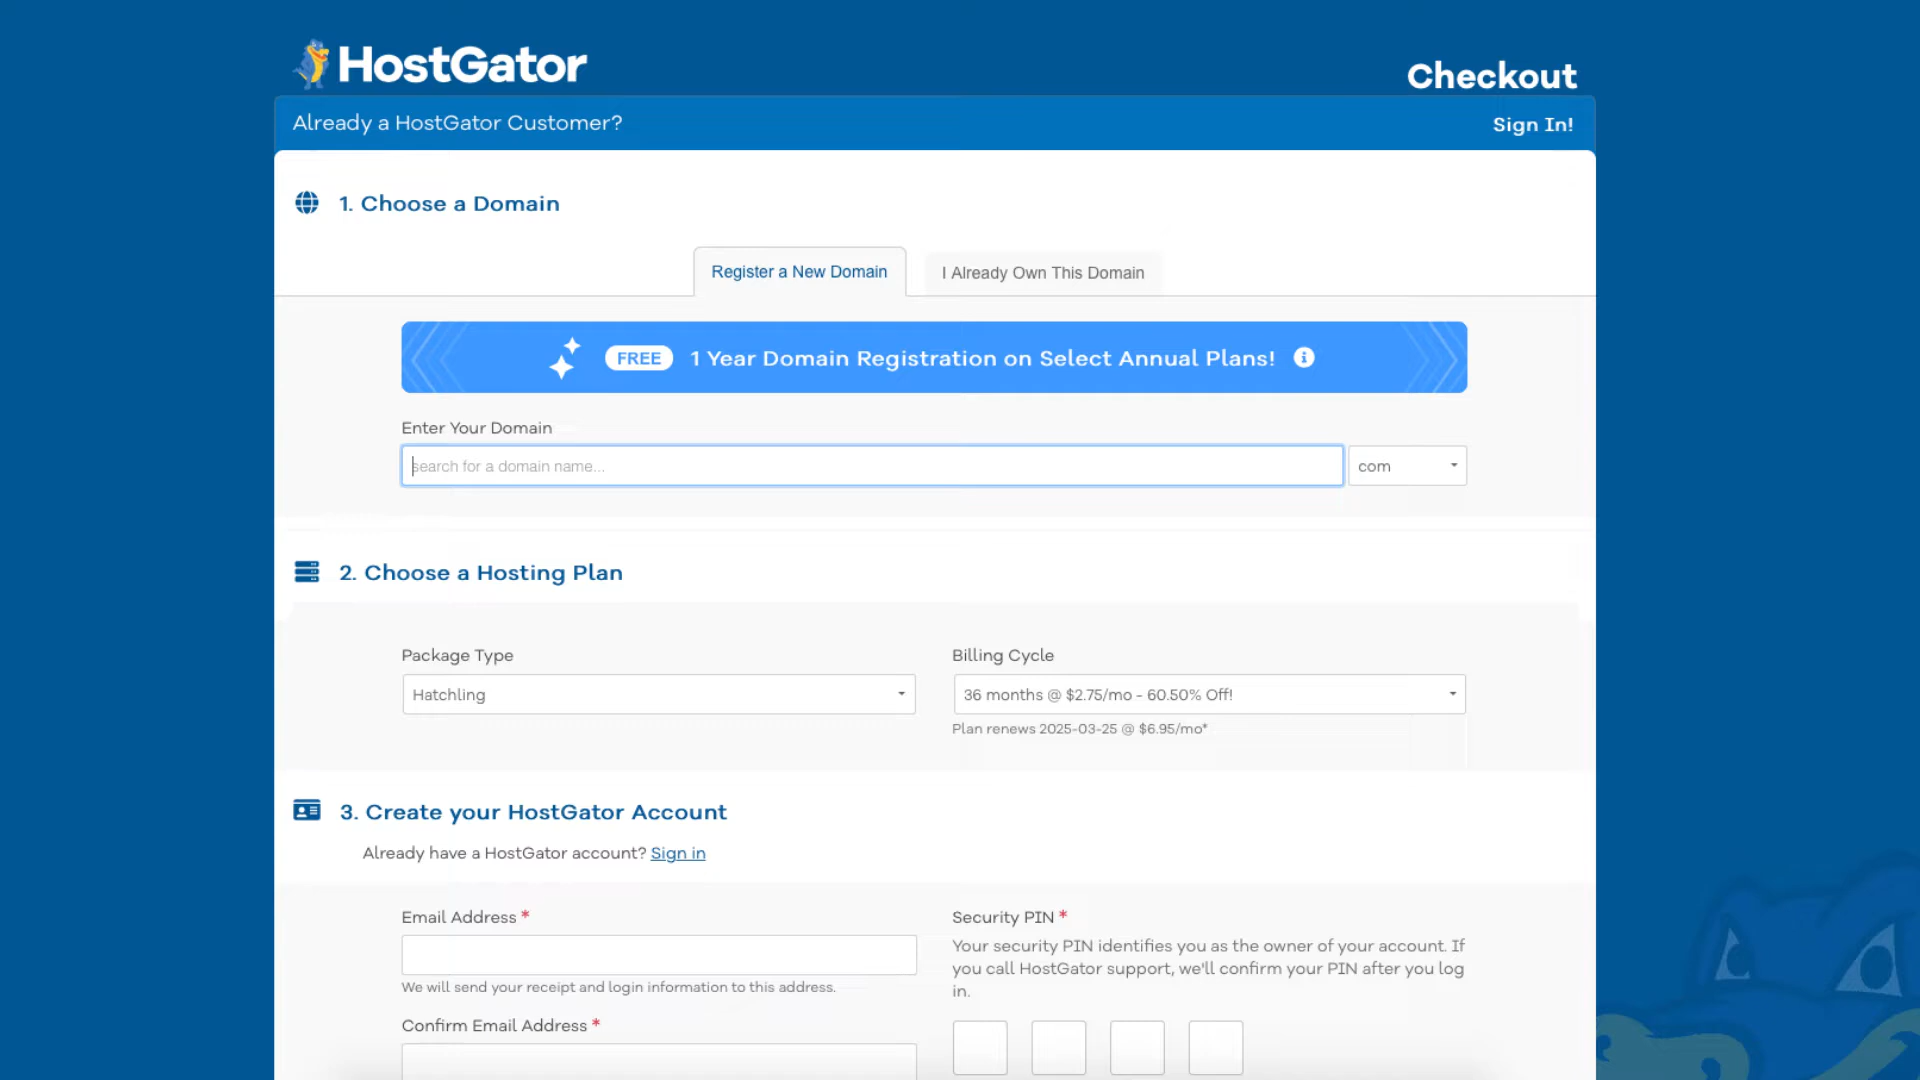 HostGator
Checkout
Already a HostGator Customer?
Sign In!
1. Choose a Domain
Register a New Domain
I Already Own This Domain
FREE 1 Year Domain Registration on Select Annual Plans!
Enter Your Domain
search for a domain name...
com
2. Choose a Hosting Plan
Package Type
Billing Cycle
Hatchling
36 months @ $2.75/mo - 60.50% Off!
Plan renews 2025-03-25 @ $6.95/mo*
3. Create your HostGator Account
Already have a HostGator account? Sign in
Email Address *
We will send your receipt and login information to this address.
Confirm Email Address *
Security PIN *
Your security PIN identifies you as the owner of your account. If
you call HostGator support, we'll confirm your PIN after you log
in.